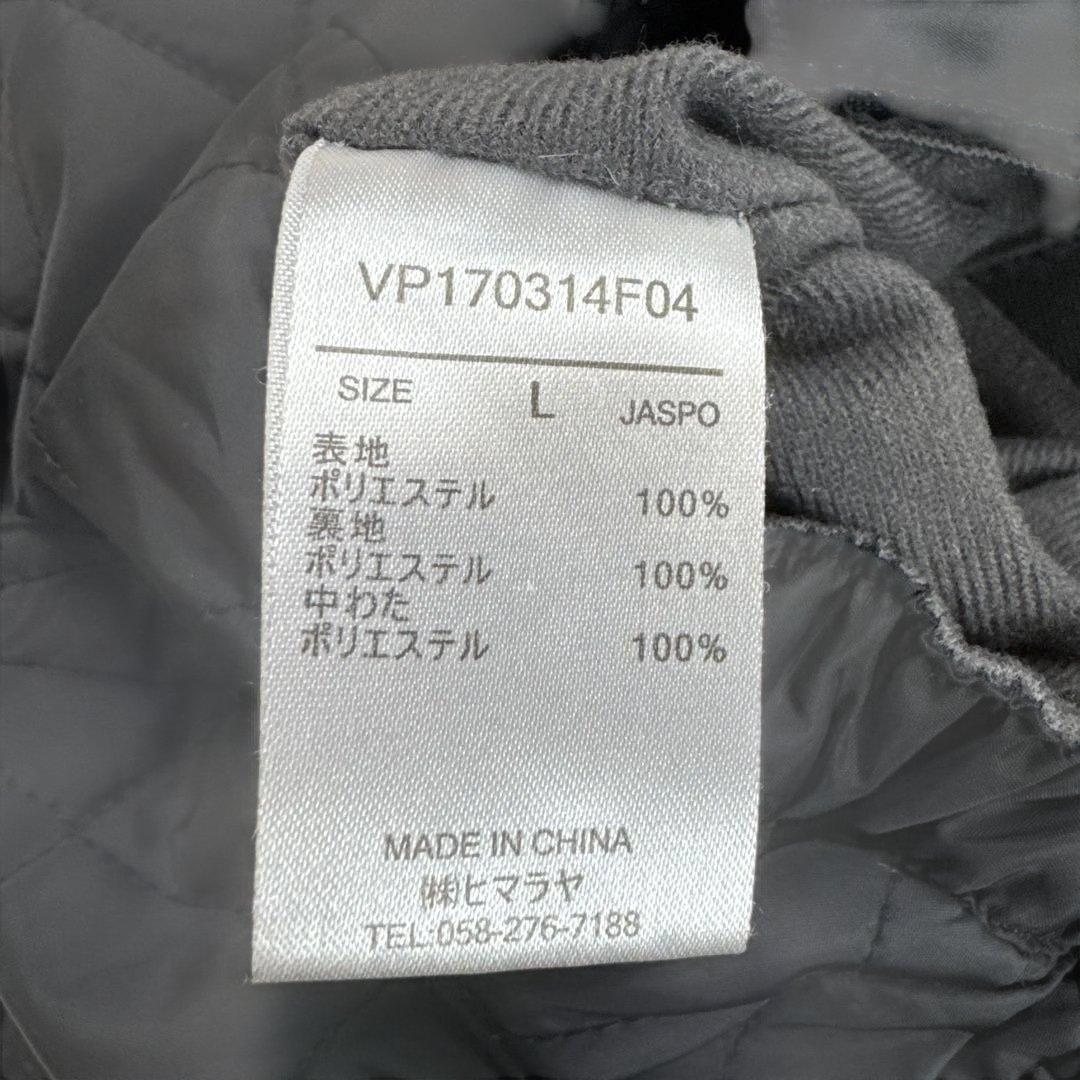 VP170314F04
SIZE L JASPO
表地
ポリエステル 100%
裏地
ポリエステル 100%
中わた
ポリエステル 100%
MADE IN CHINA
㈱ヒマラヤ
TEL:058-276-7188